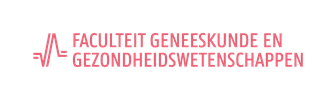 FACULTEIT GENEESKUNDE EN
GEZONDHEIDSWETENSCHAPPEN